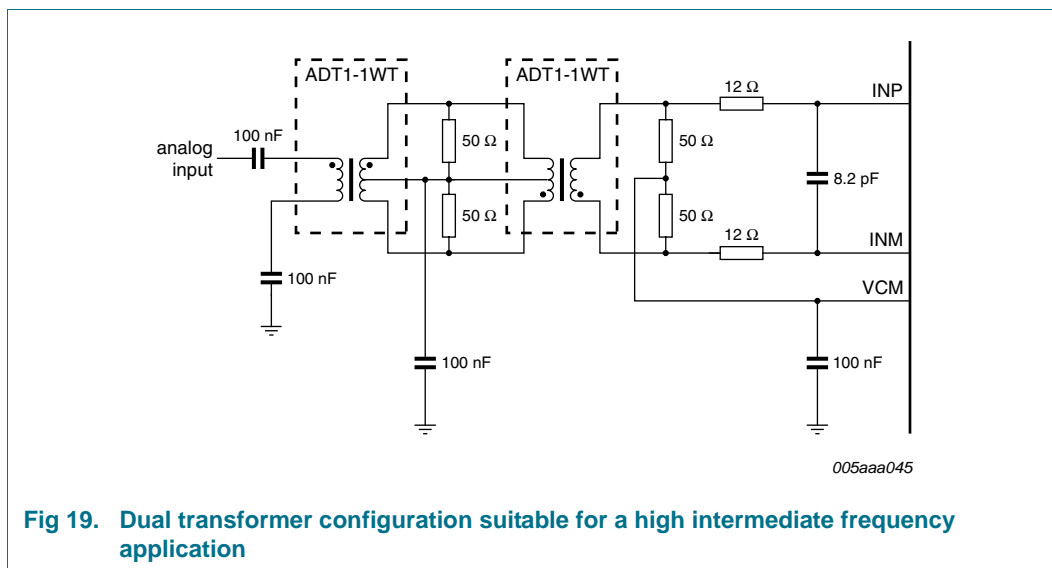 ADT1-1WT
ADT1-1WT
12 Ω
INP
100 nF
analog
input
50 Ω
50 Ω
8.2 pF
50 Ω
50 Ω
12 Ω
INM
100 nF
VCM
100 nF
100 nF
005aaa045
Fig 19. Dual transformer configuration suitable for a high intermediate frequency
application